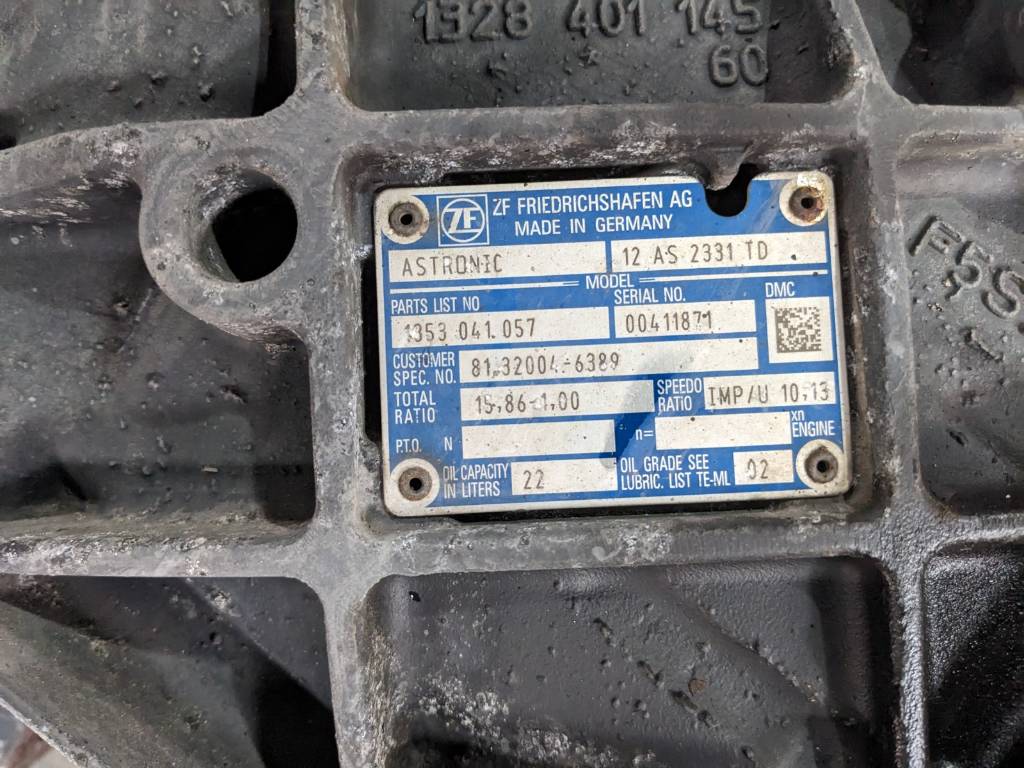 1328 401 145
60
ZF
ZF FRIEDRICHSHAFEN AG
MADE IN GERMANY
ASTRONIC
12 AS 2331 TD
MODEL
PARTS LIST NO
SERIAL NO.
DMC
1353 041.057
00411871
CUSTOMER
SPEC. NO.
81.32004-6389
TOTAL
RATIO
15,86-1,00
SPEEDO
RATIO
IMP/U 10,13
P.T.O.
N
n=
xn
ENGINE
OIL CAPACITY
IN LITERS
22
OIL GRADE SEE
LUBRIC. LIST TE-ML
02